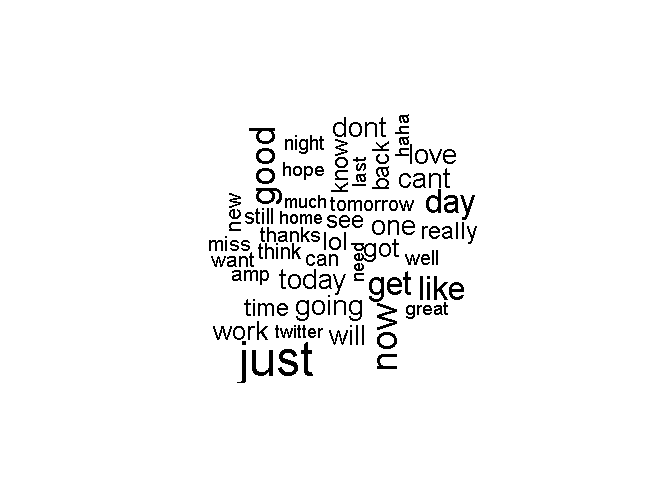 dont
haha
good
night
know
back
love
hope
last
cant
new
much
tomorrow
day
still
home
see
one
really
thanks
lol
miss
think
can
need
got
well
want
amp
today
get
like
time
going
now
great
work
twitter
will
just